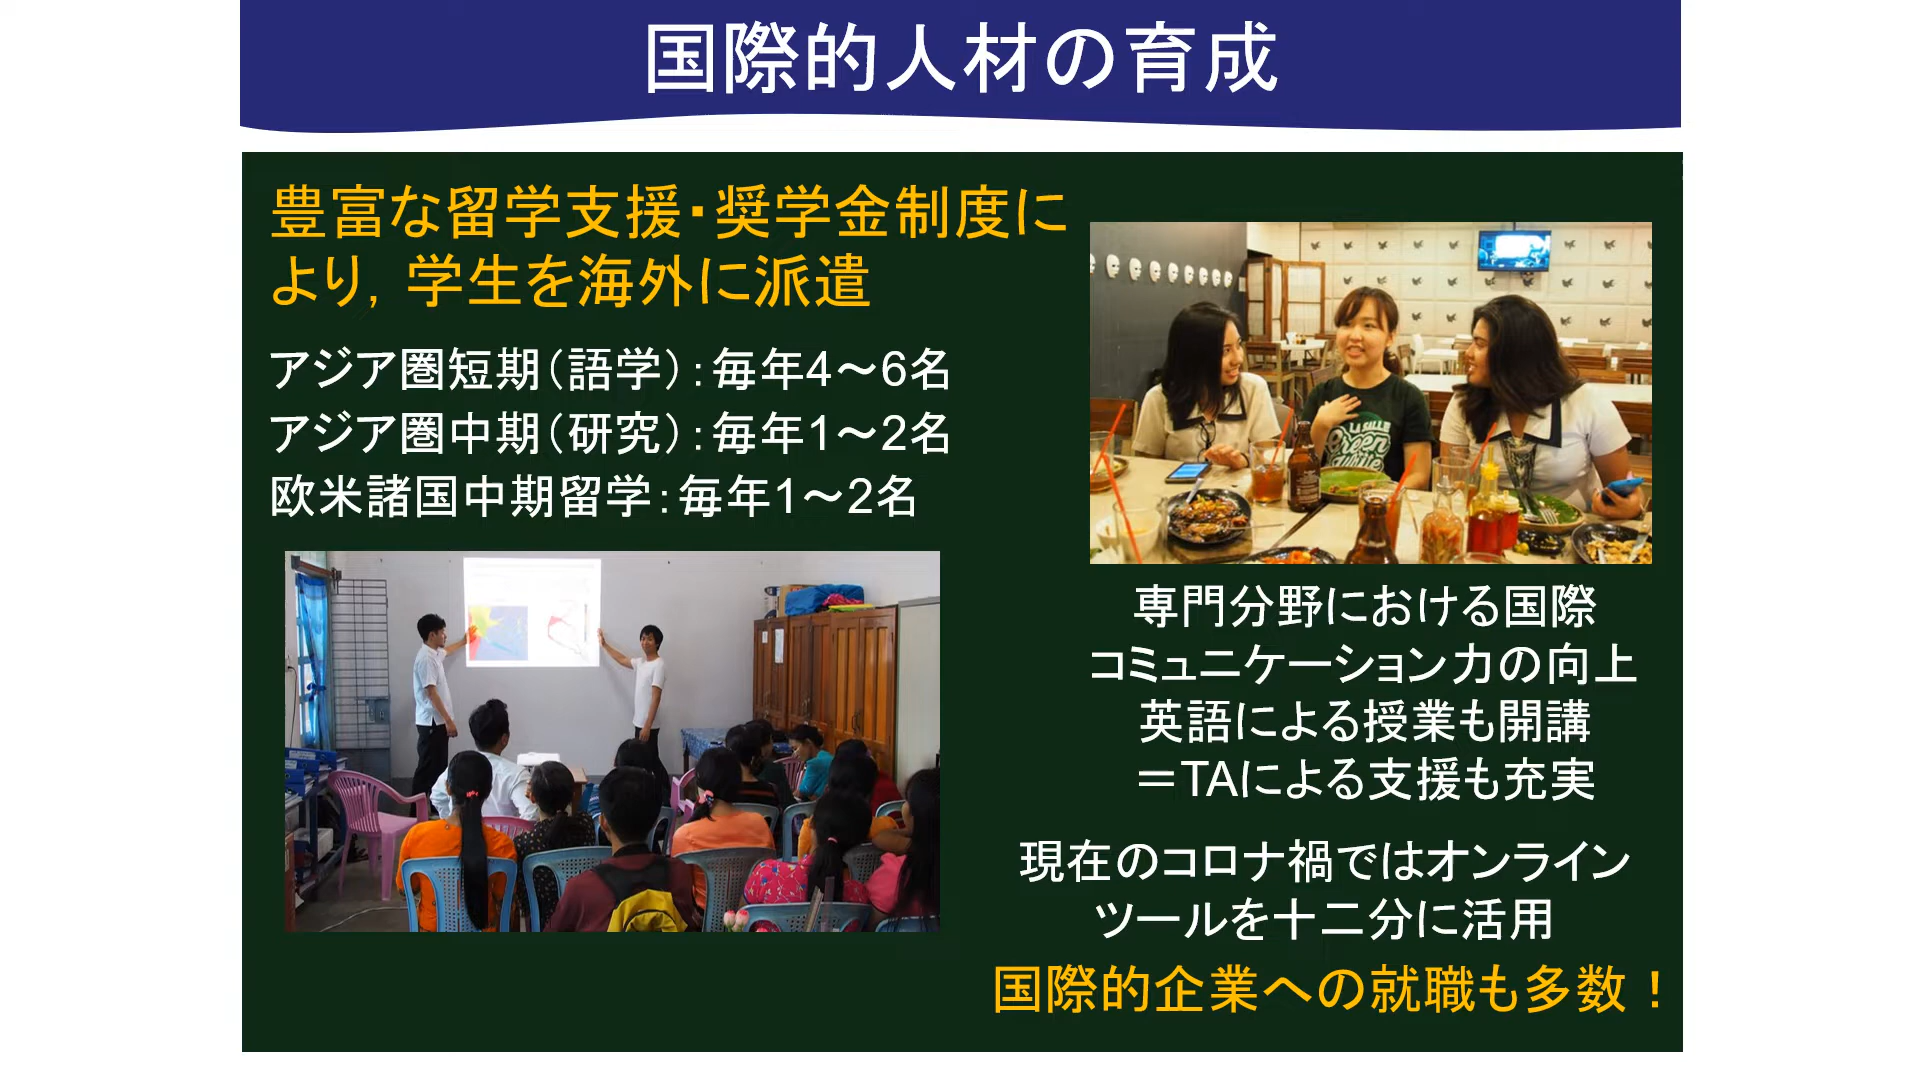 国際的人材の育成
豊富な留学支援・奨学金制度に
より，学生を海外に派遣
アジア圏短期（語学）：毎年4～6名
アジア圏中期（研究）：毎年1～2名
欧米諸国中期留学：毎年1～2名
LA SALLE
Green
専門分野における国際
コミュニケーション力の向上
英語による授業も開講
＝TAによる支援も充実
現在のコロナ禍ではオンライン
ツールを十二分に活用
国際的企業への就職も多数！